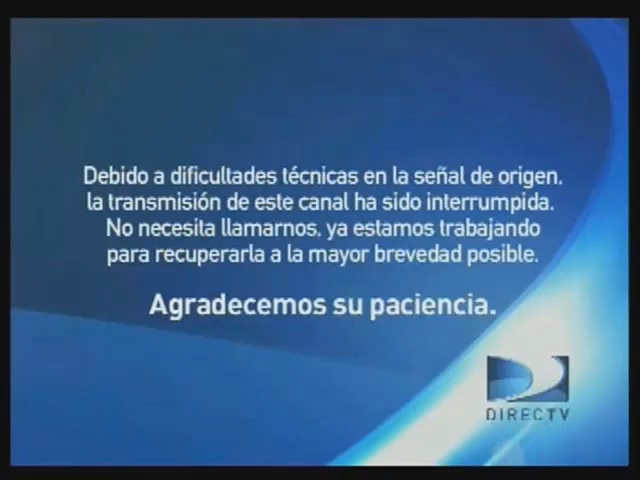 Debido a dificultades técnicas en la señal de origen,
la transmisión de este canal ha sido interrumpida.
No necesita llamarnos, ya estamos trabajando
para recuperarla a la mayor brevedad posible.
Agradecemos su paciencia.
DIRECTV